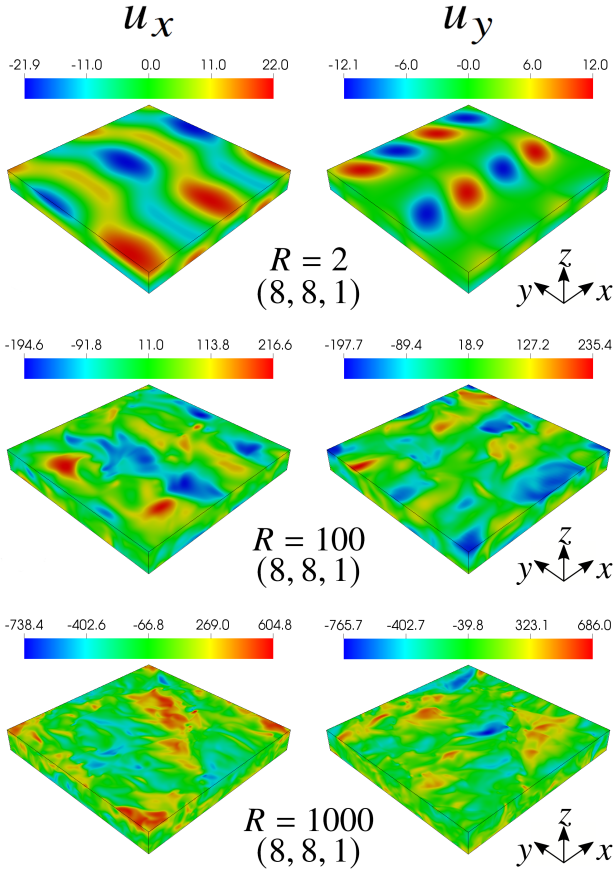 u_x u_y
-21.9 -11.0 0.0 11.0 22.0 -12.1 -6.0 -0.0 6.0 12.0
R = 2
(8, 8, 1)
z
y x
-194.6 -91.8 11.0 113.8 216.6 -197.7 -89.4 18.9 127.2 235.4
R = 100
(8, 8, 1)
z
y x
-738.4 -402.6 -66.8 269.0 604.8 -765.7 -402.7 -39.8 323.1 686.0
R = 1000
(8, 8, 1)
z
y x